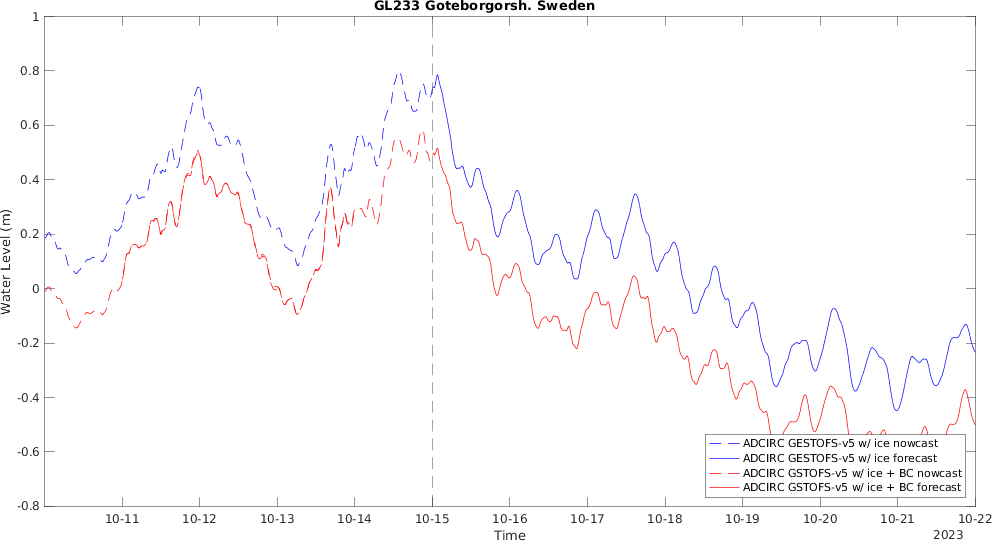 GL233 Goteborgorsh. Sweden
1
0.8
0.6
0.4
0.2
0
-0.2
-0.4
-0.6
-0.8
Water Level (m)
10-11 10-12 10-13 10-14 10-15 10-16 10-17 10-18 10-19 10-20 10-21 10-22
Time
2023
ADCIRC GESTOFS-v5 w/ ice nowcast
ADCIRC GESTOFS-v5 w/ ice forecast
ADCIRC GSTOFS-v5 w/ ice + BC nowcast
ADCIRC GSTOFS-v5 w/ ice + BC forecast